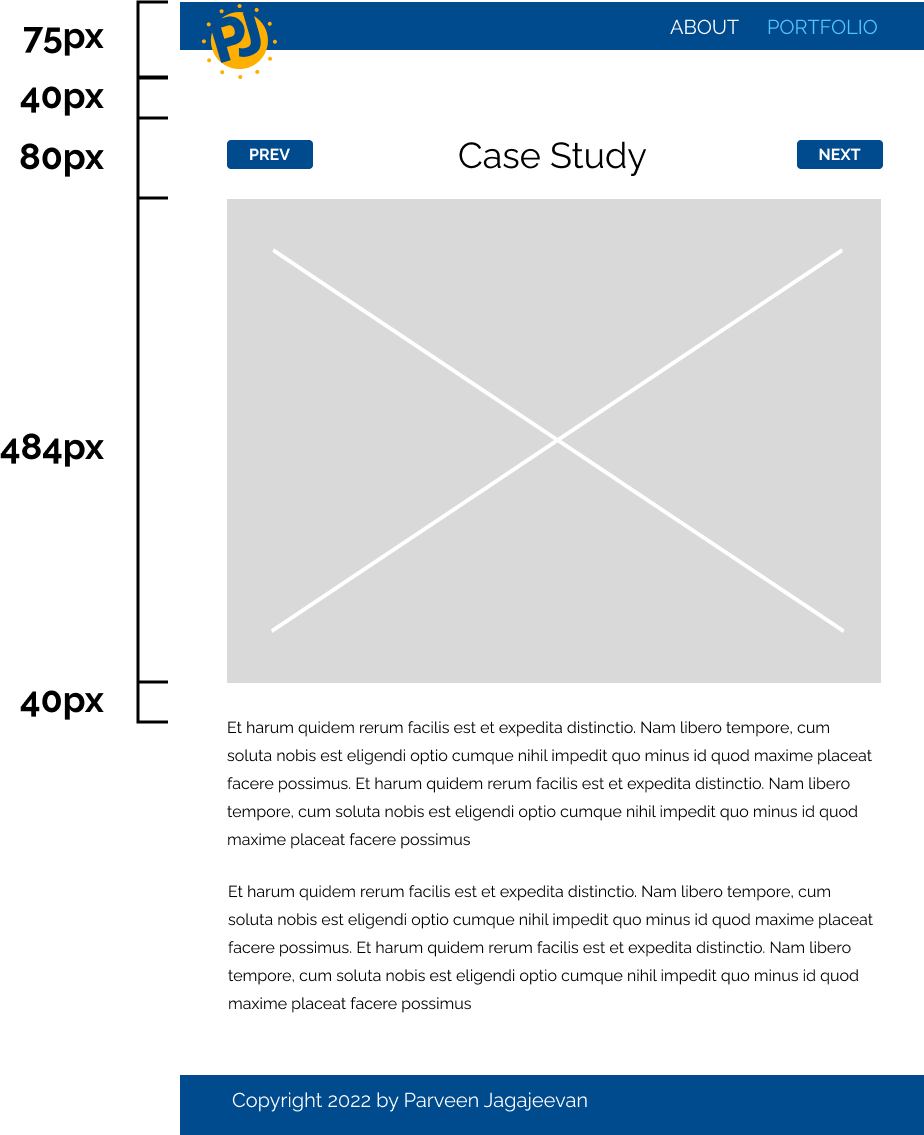 75px
40px
80px
484px
40px
PJ
ABOUT PORTFOLIO
PREV Case Study NEXT
Et harum quidem rerum facilis est et expedita distinctio. Nam libero tempore, cum
soluta nobis est eligendi optio cumque nihil impedit quo minus id quod maxime placeat
facere possimus. Et harum quidem rerum facilis est et expedita distinctio. Nam libero
tempore, cum soluta nobis est eligendi optio cumque nihil impedit quo minus id quod
maxime placeat facere possimus
Et harum quidem rerum facilis est et expedita distinctio. Nam libero tempore, cum
soluta nobis est eligendi optio cumque nihil impedit quo minus id quod maxime placeat
facere possimus. Et harum quidem rerum facilis est et expedita distinctio. Nam libero
tempore, cum soluta nobis est eligendi optio cumque nihil impedit quo minus id quod
maxime placeat facere possimus
Copyright 2022 by Parveen Jagajeevan